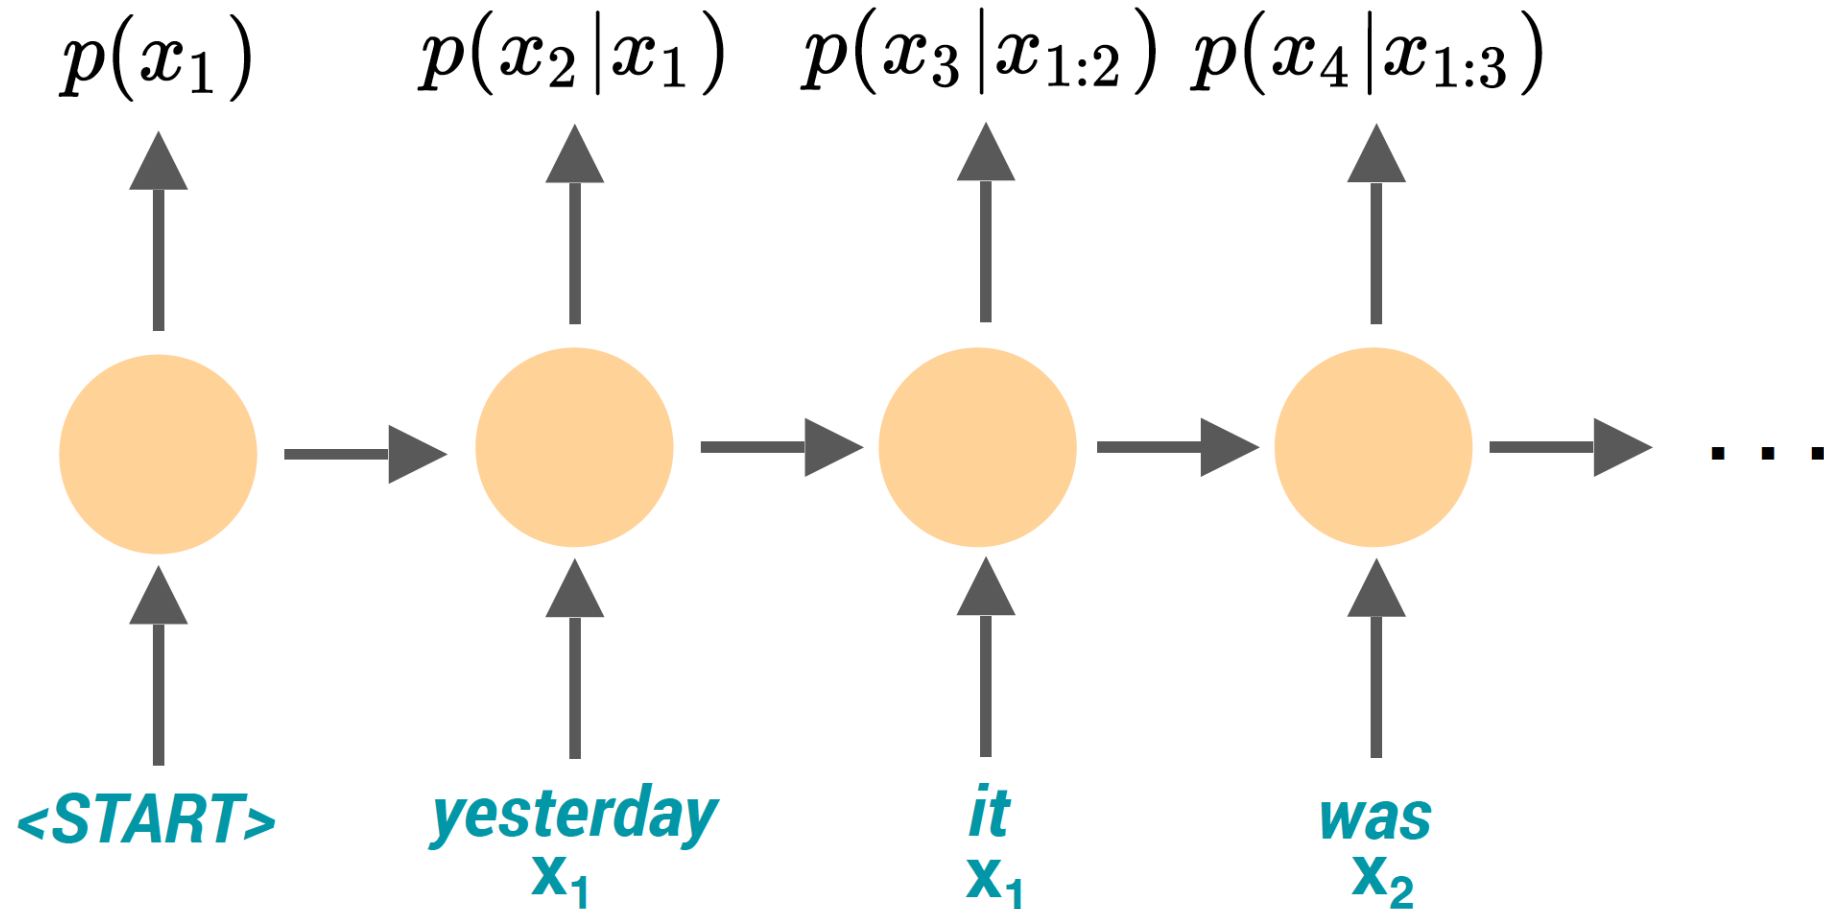 p(x₁) p(x₂|x₁) p(x₃|x₁:₂) p(x₄|x₁:₃)
. . .
<START> yesterday it was
x₁ x₁ x₂